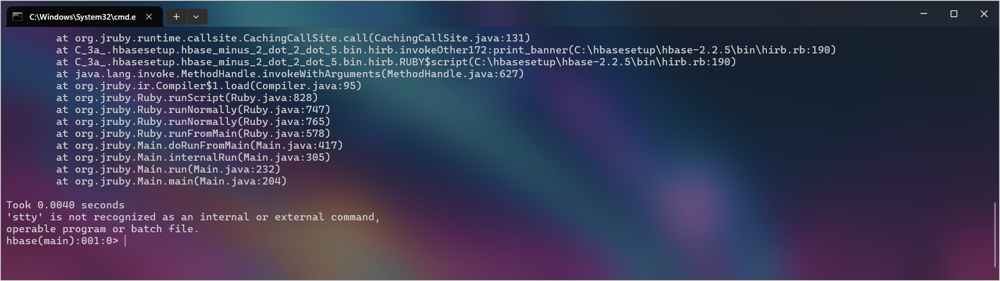 C:\Windows\System32\cmd.e
at org.jruby.runtime.callsite.CachingCallSite.call(CachingCallSite.java:131)
at C_3a_.hbasesetup.hbase_minus_2_dot_2_dot_5.bin.hirb.invokeOther172:print_banner(C:\hbasesetup\hbase-2.2.5\bin\hirb.rb:190)
at C_3a_.hbasesetup.hbase_minus_2_dot_2_dot_5.bin.hirb.RUBY$script(C:\hbasesetup\hbase-2.2.5\bin\hirb.rb:190)
at java.lang.invoke.MethodHandle.invokeWithArguments(MethodHandle.java:627)
at org.jruby.ir.Compiler$1.load(Compiler.java:95)
at org.jruby.Ruby.runScript(Ruby.java:828)
at org.jruby.Ruby.runNormally(Ruby.java:747)
at org.jruby.Ruby.runNormally(Ruby.java:765)
at org.jruby.Ruby.runFromMain(Ruby.java:578)
at org.jruby.Main.doRunFromMain(Main.java:417)
at org.jruby.Main.internalRun(Main.java:305)
at org.jruby.Main.run(Main.java:232)
at org.jruby.Main.main(Main.java:204)
Took 0.0040 seconds
'stty' is not recognized as an internal or external command,
operable program or batch file.
hbase(main):001:0>